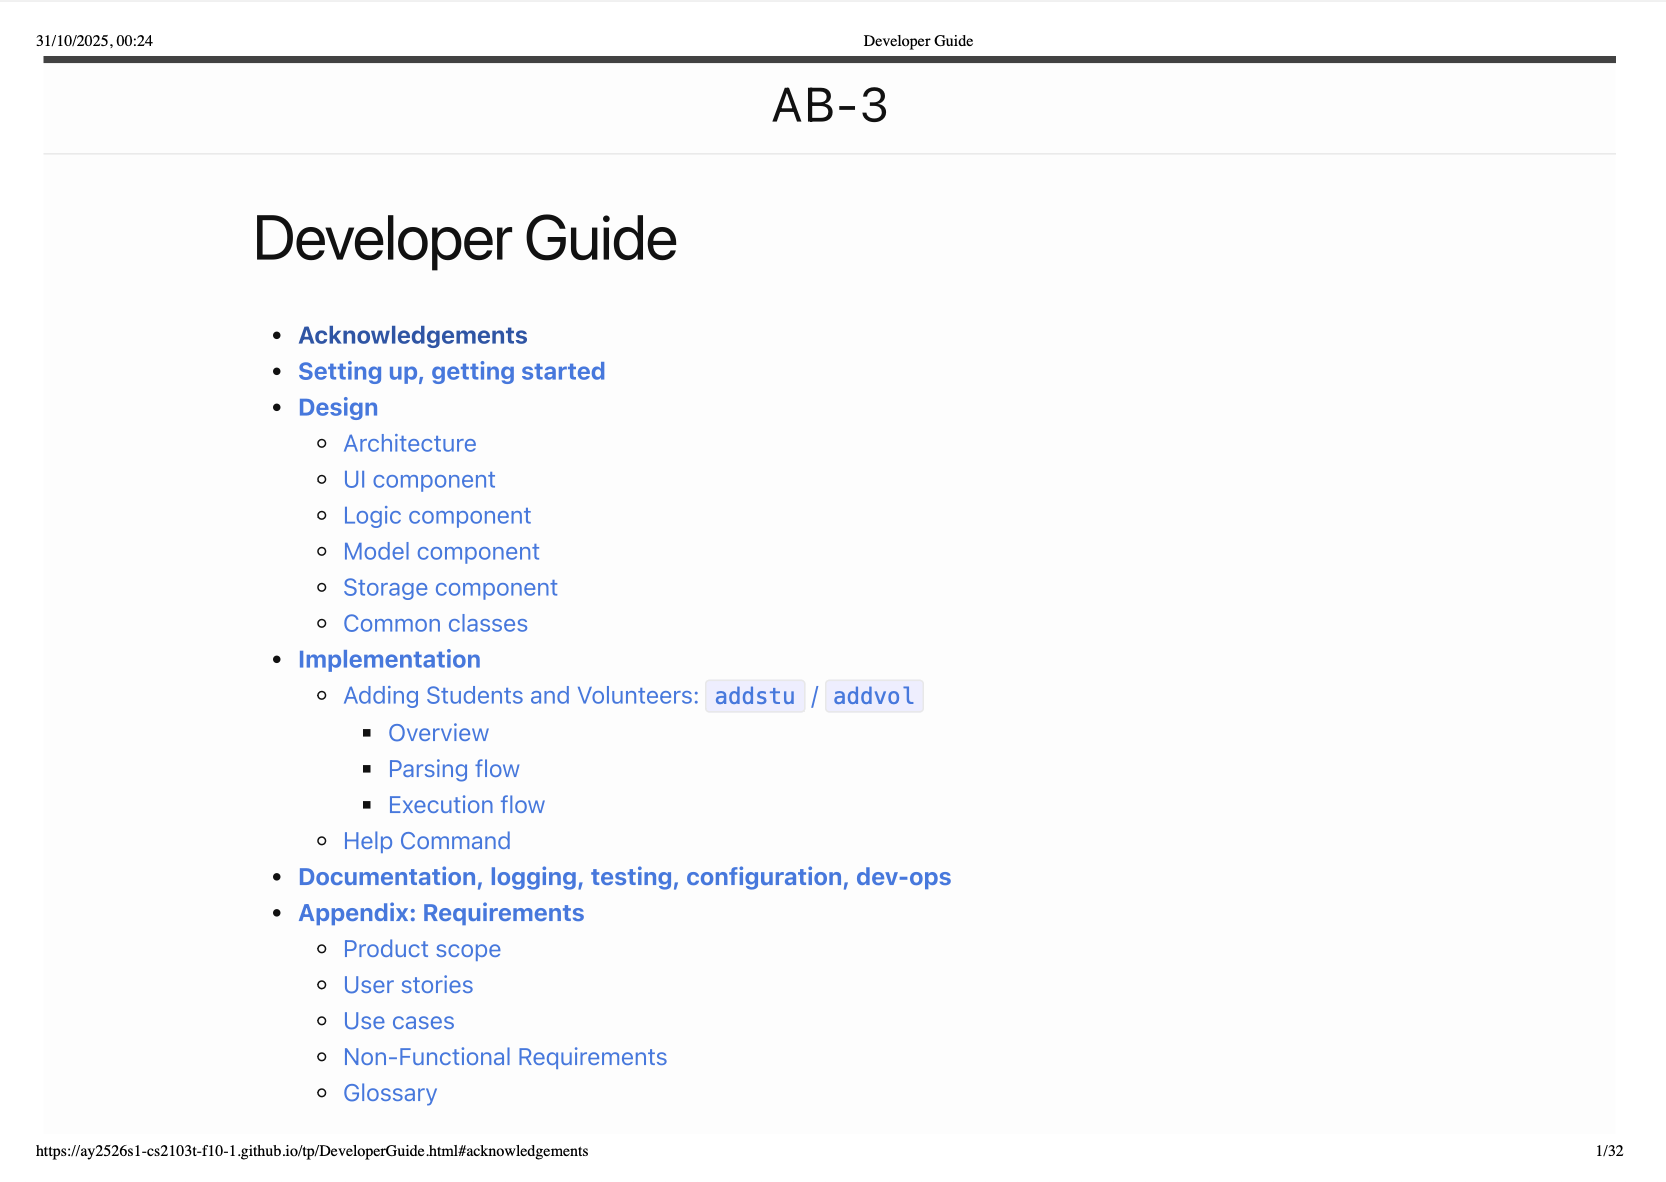 31/10/2025, 00:24 Developer Guide
AB-3
Developer Guide
Acknowledgements
Setting up, getting started
Design
Architecture
UI component
Logic component
Model component
Storage component
Common classes
Implementation
Adding Students and Volunteers: addstu / addvol
Overview
Parsing flow
Execution flow
Help Command
Documentation, logging, testing, configuration, dev-ops
Appendix: Requirements
Product scope
User stories
Use cases
Non-Functional Requirements
Glossary
https://ay2526s1-cs2103t-f10-1.github.io/tp/DeveloperGuide.html#acknowledgements 1/32